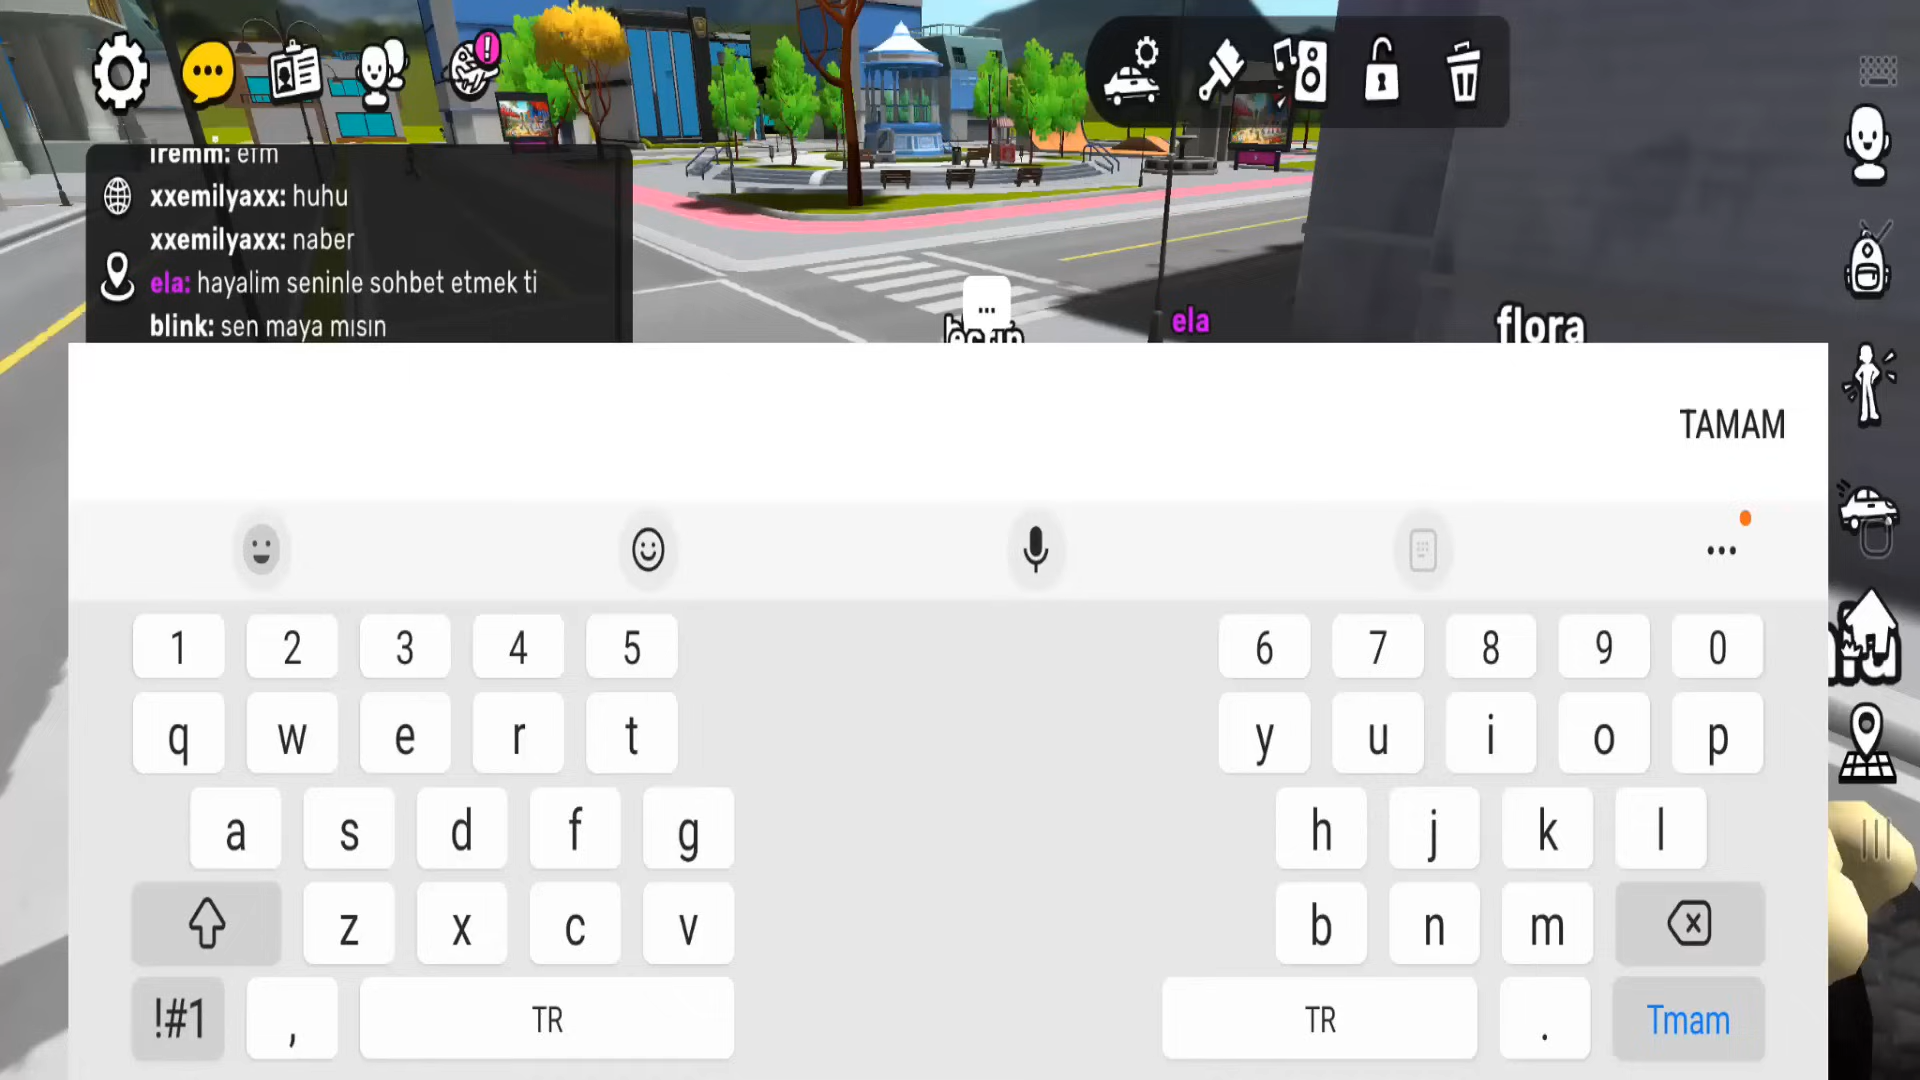 iremm: efm
xxemilyaxx: huhu
xxemilyaxx: naber
ela: hayalim seninle sohbet etmek ti
blink: sen maya mısın
...
ela
flora
TAMAM
1 2 3 4 5 6 7 8 9 0
q w e r t y u i o p
a s d f g h j k l
z x c v b n m
!#1 , TR TR . Tmam